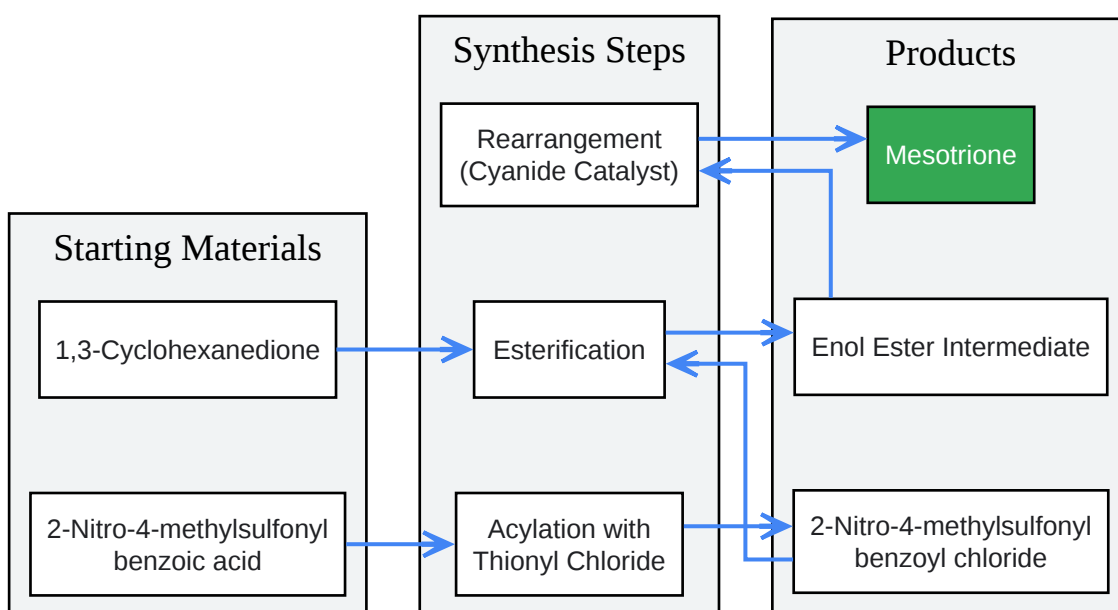 Synthesis Steps
Products
Rearrangement
(Cyanide Catalyst)
Mesotrione
Starting Materials
1,3-Cyclohexanedione
Esterification
Enol Ester Intermediate
2-Nitro-4-methylsulfonyl
benzoic acid
Acylation with
Thionyl Chloride
2-Nitro-4-methylsulfonyl
benzoyl chloride